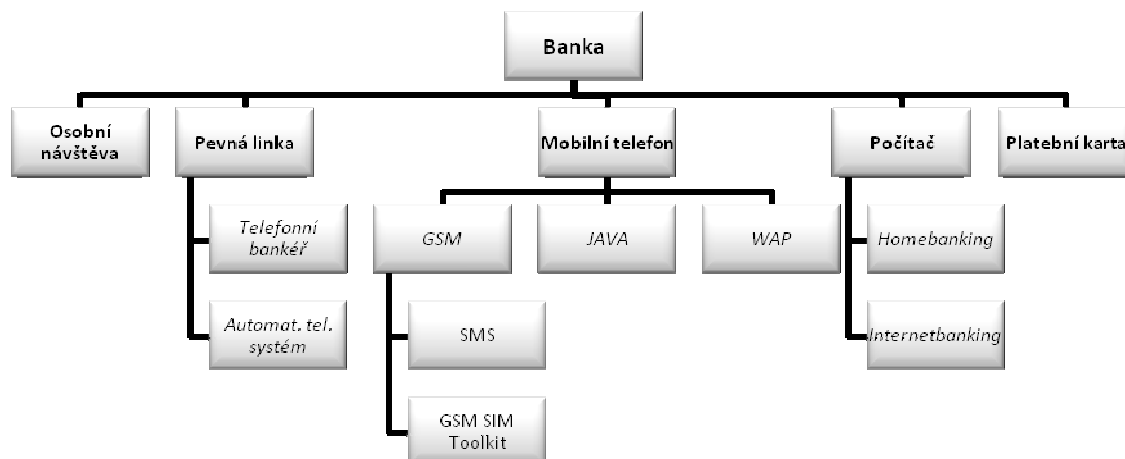 Banka
Osobní
návštěva
Pevná linka
Mobilní telefon
Počítač
Platební karta
Telefonní
bankéř
GSM
JAVA
WAP
Homebanking
Automat. tel.
systém
SMS
Internetbanking
GSM SIM
Toolkit